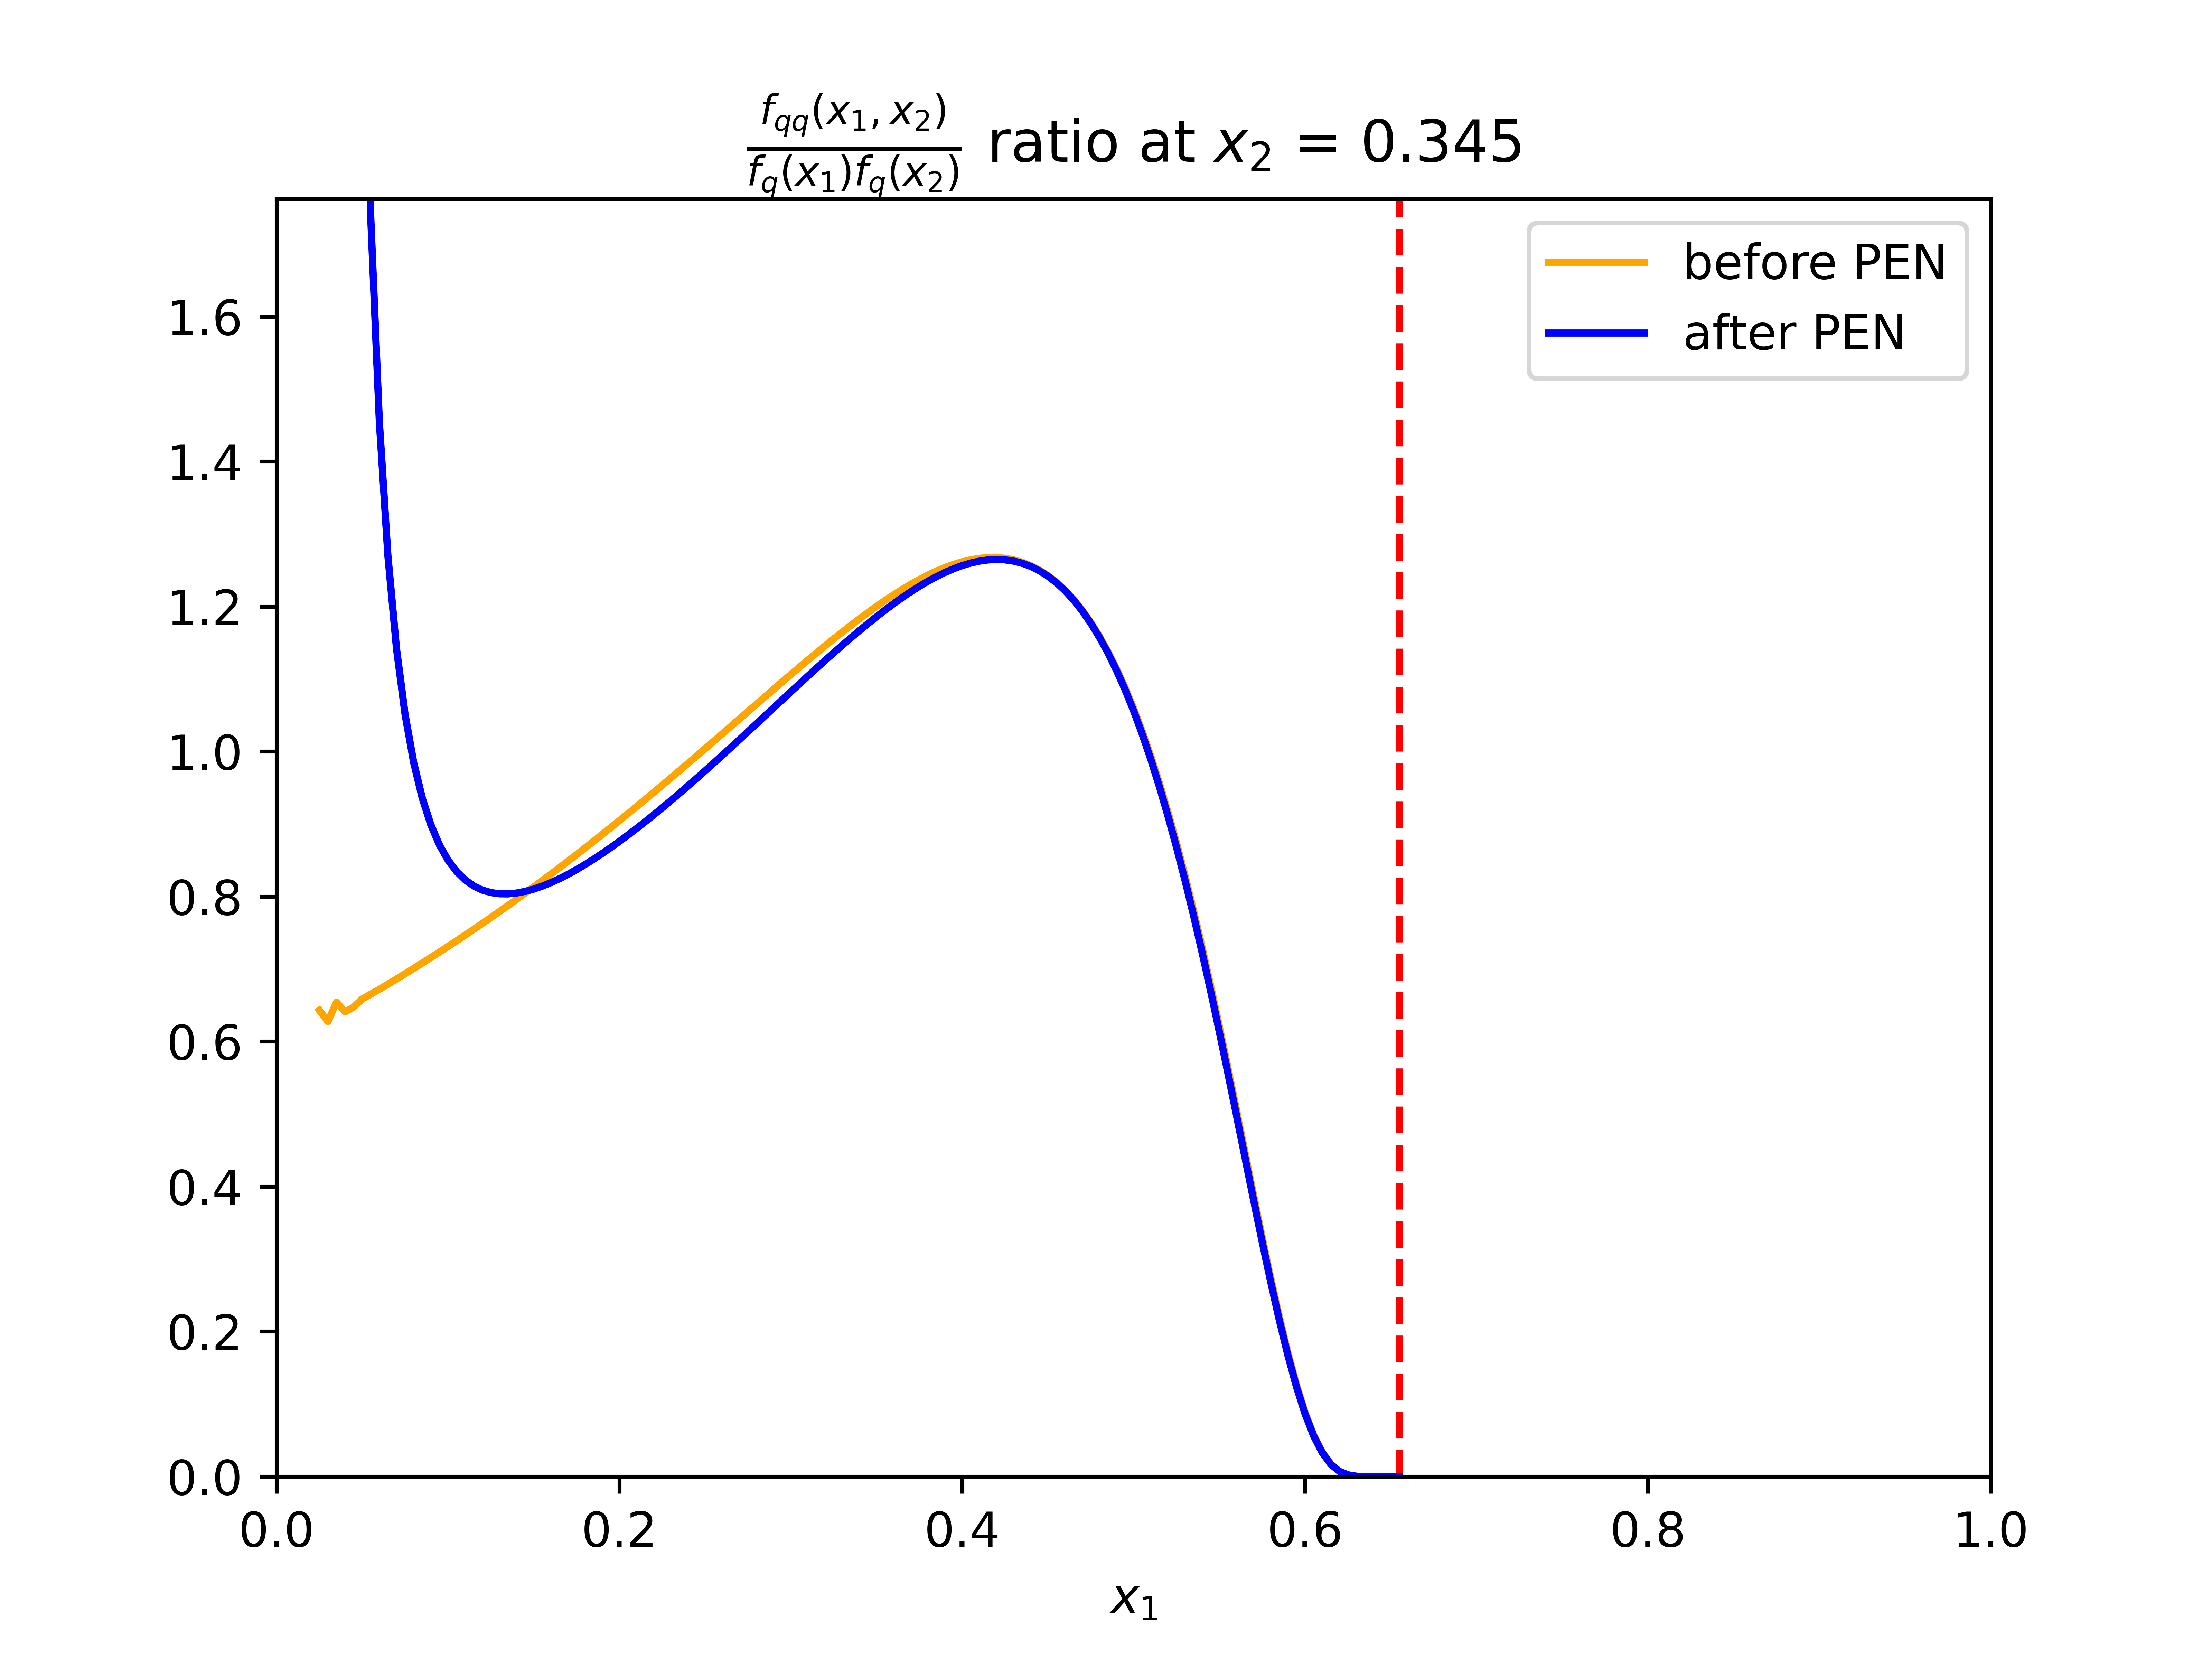 f_qq(x_1, x_2)
f_q(x_1)f_q(x_2) ratio at x_2 = 0.345
before PEN
after PEN
1.6
1.4
1.2
1.0
0.8
0.6
0.4
0.2
0.0
0.0 0.2 0.4 0.6 0.8 1.0
x_1